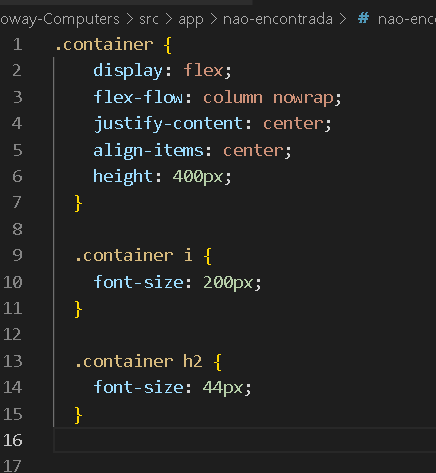 oway-Computers > src > app > nao-encontrada > # nao-enc
1 .container {
2 display: flex;
3 flex-flow: column nowrap;
4 justify-content: center;
5 align-items: center;
6 height: 400px;
7 }
8
9 .container i {
10 font-size: 200px;
11 }
12
13 .container h2 {
14 font-size: 44px;
15 }
16
17